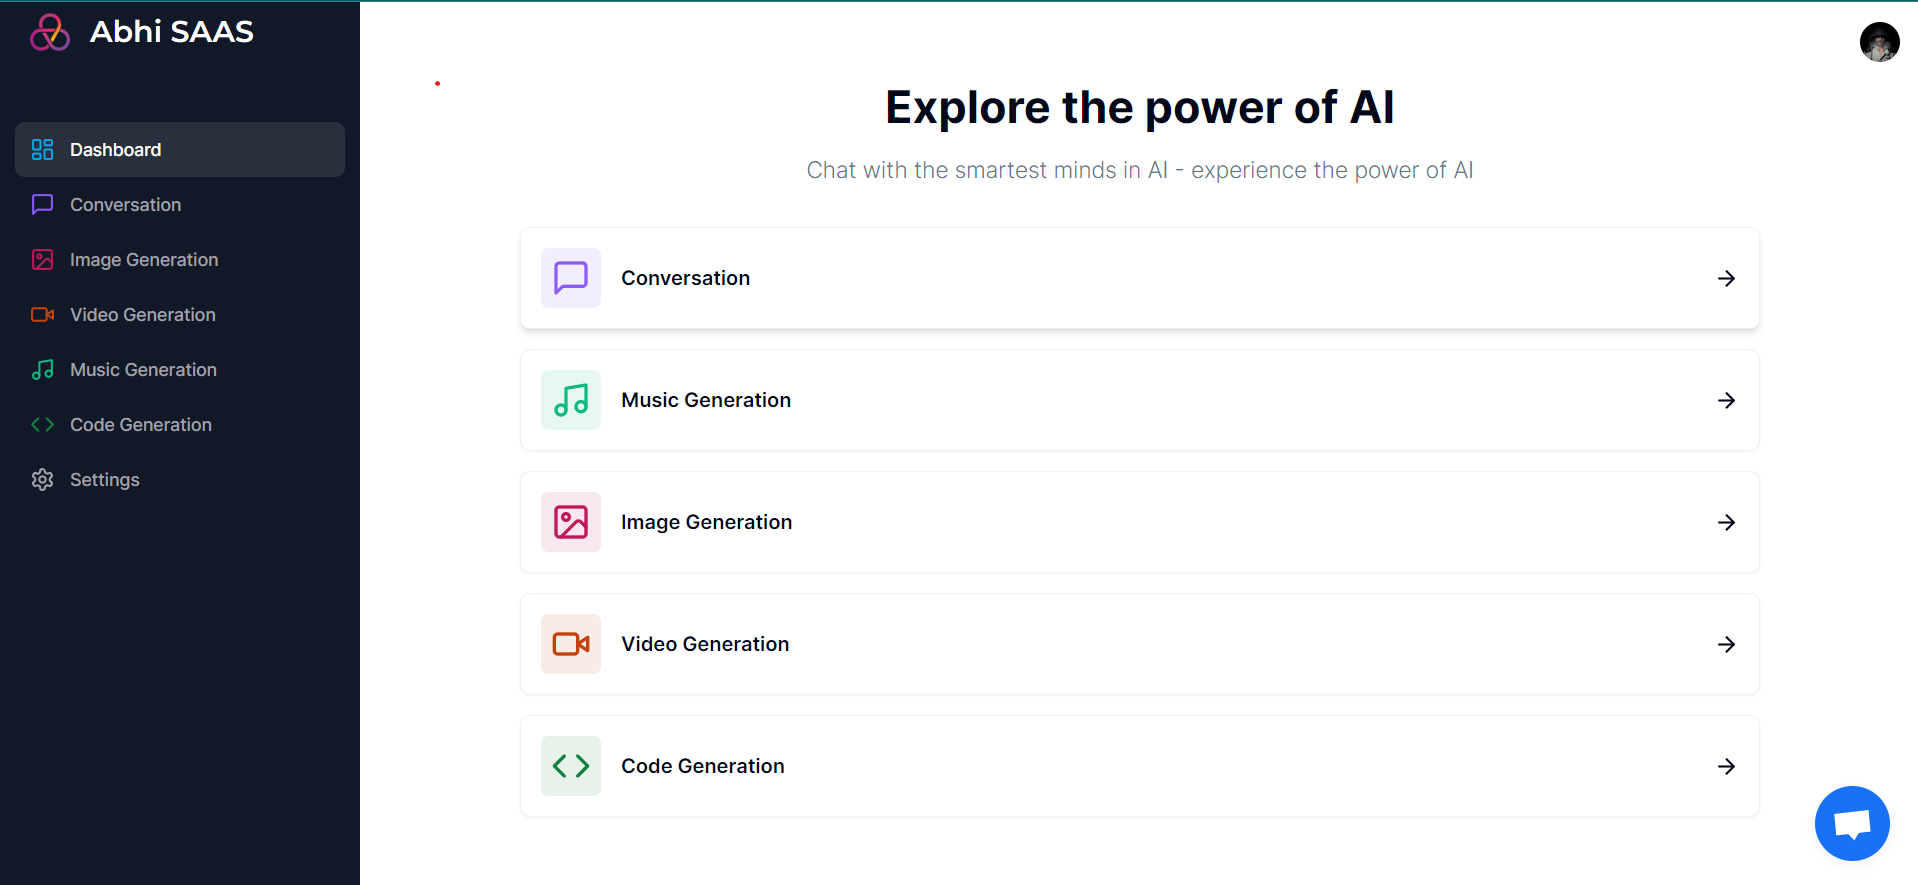 Abhi SAAS
Dashboard
Conversation
Image Generation
Video Generation
Music Generation
Code Generation
Settings
Explore the power of AI
Chat with the smartest minds in AI - experience the power of AI
Conversation
Music Generation
Image Generation
Video Generation
Code Generation